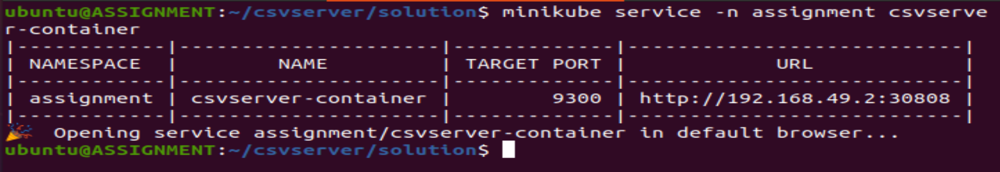 ubuntu@ASSIGNMENT:~/csvserver/solution$ minikube service -n assignment csvserve
r-container
|------------|----------------------|-------------|---------------------------|
| NAMESPACE | NAME | TARGET PORT | URL |
|------------|----------------------|-------------|---------------------------|
| assignment | csvserver-container | 9300 | http://192.168.49.2:30808 |
|------------|----------------------|-------------|---------------------------|
🎉 Opening service assignment/csvserver-container in default browser...
ubuntu@ASSIGNMENT:~/csvserver/solution$